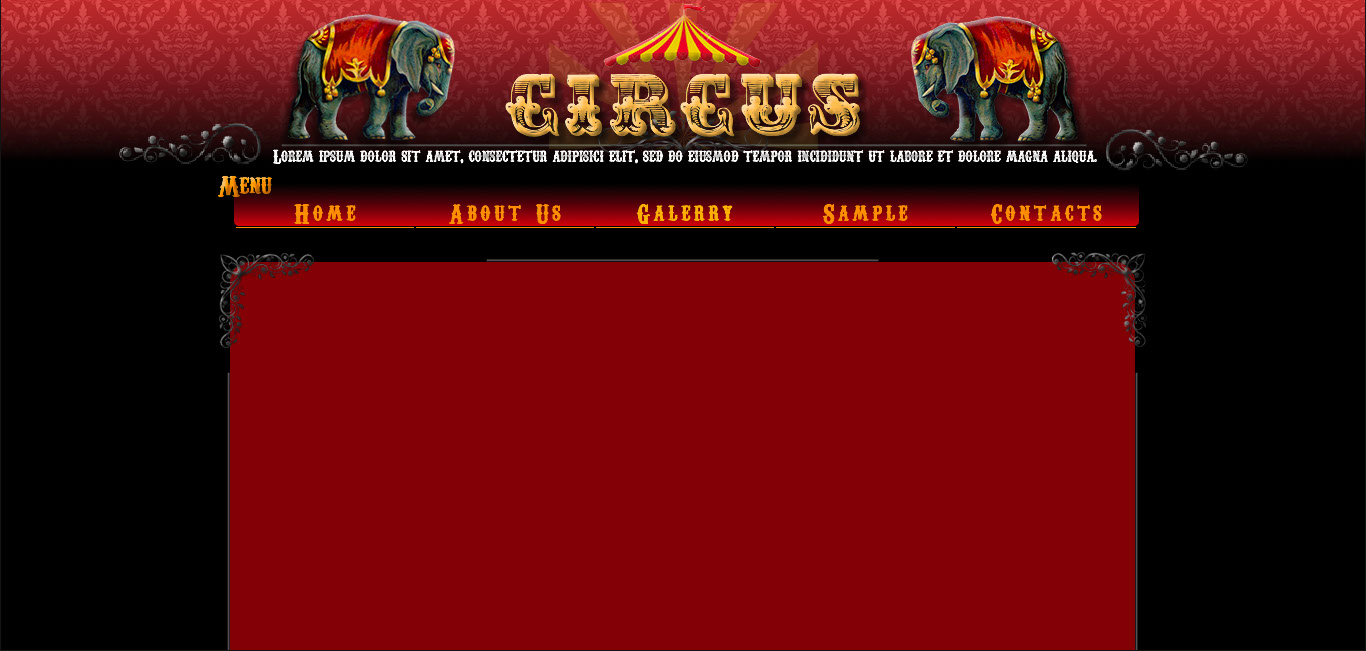 CIRCUS
Lorem ipsum dolor sit amet, consectetur adipisici elit, sed do eiusmod tempor incididunt ut labore et dolore magna aliqua.
Menu
Home About Us Galerry Sample Contacts